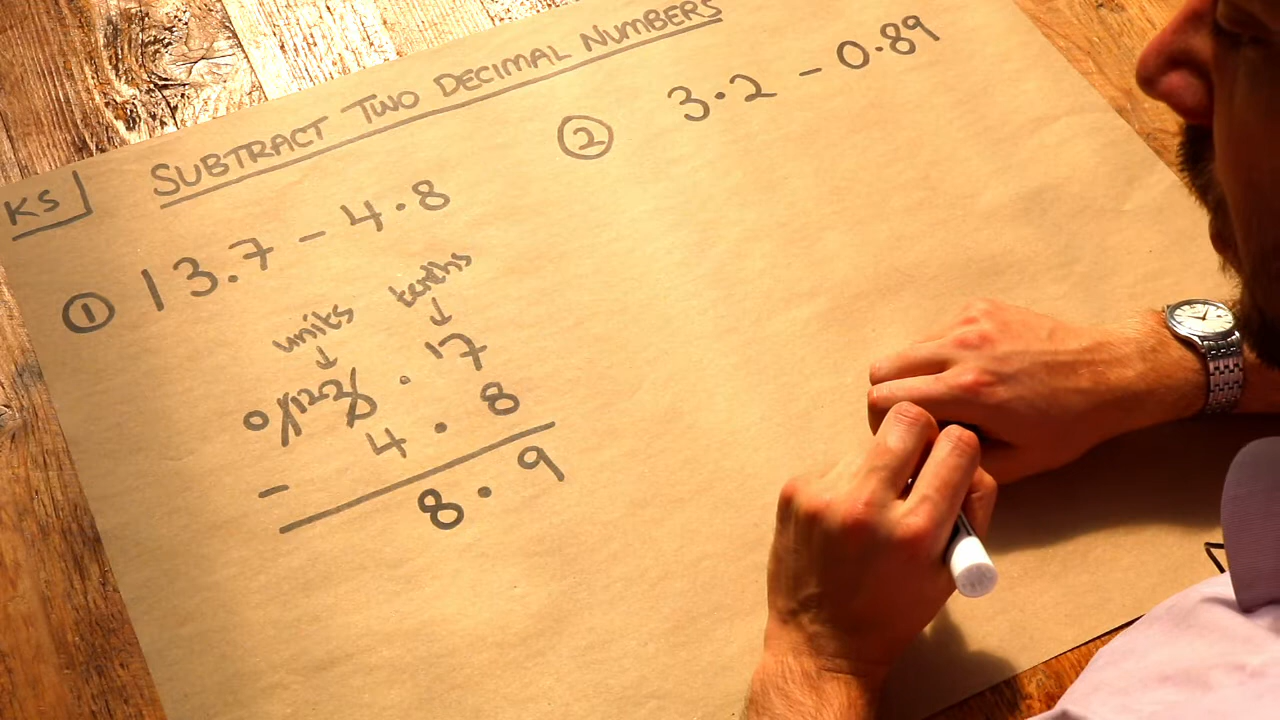 SUBTRACT TWO DECIMAL NUMBERS
KS
① 13.7 - 4.8
units tenths
0 1 12 3 . 17
- 4 . 8
8 . 9
② 3.2 - 0.89